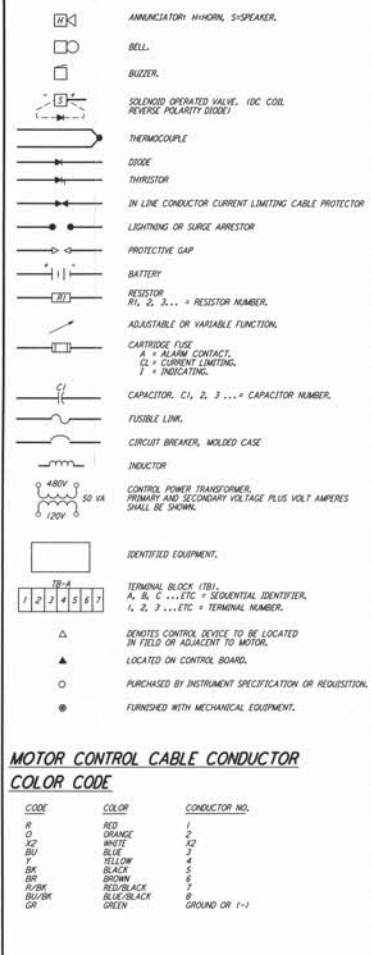 H ANNUNCIATOR: H=HORN, S=SPEAKER.
BELL.
BUZZER.
- S + SOLENOID OPERATED VALVE. (DC COIL
REVERSE POLARITY DIODE)
THERMOCOUPLE
DIODE
THYRISTOR
IN LINE CONDUCTOR CURRENT LIMITING CABLE PROTECTOR
LIGHTNING OR SURGE ARRESTOR
PROTECTIVE GAP
+ - BATTERY
RESISTOR
R1 R1, 2, 3... = RESISTOR NUMBER.
ADJUSTABLE OR VARIABLE FUNCTION.
CARTRIDGE FUSE
A = ALARM CONTACT.
CL = CURRENT LIMITING.
I = INDICATING.
C1 CAPACITOR. C1, 2, 3 ...= CAPACITOR NUMBER.
FUSIBLE LINK.
CIRCUIT BREAKER, MOLDED CASE
INDUCTOR
480V CONTROL POWER TRANSFORMER.
50 VA PRIMARY AND SECONDARY VOLTAGE PLUS VOLT AMPERES
120V SHALL BE SHOWN.
IDENTIFIED EQUIPMENT.
TB-A TERMINAL BLOCK (TB).
1 2 3 4 5 6 7 A, B, C ...ETC = SEQUENTIAL IDENTIFIER.
1, 2, 3 ...ETC = TERMINAL NUMBER.
DENOTES CONTROL DEVICE TO BE LOCATED
IN FIELD OR ADJACENT TO MOTOR.
LOCATED ON CONTROL BOARD.
PURCHASED BY INSTRUMENT SPECIFICATION OR REQUISITION.
FURNISHED WITH MECHANICAL EQUIPMENT.
MOTOR CONTROL CABLE CONDUCTOR
COLOR CODE
CODE COLOR CONDUCTOR NO.
R RED 1
O ORANGE 2
X2 WHITE X2
BU BLUE 3
Y YELLOW 4
BK BLACK 5
BR BROWN 6
R/BK RED/BLACK 7
BU/BK BLUE/BLACK 8
GR GREEN GROUND OR (-)